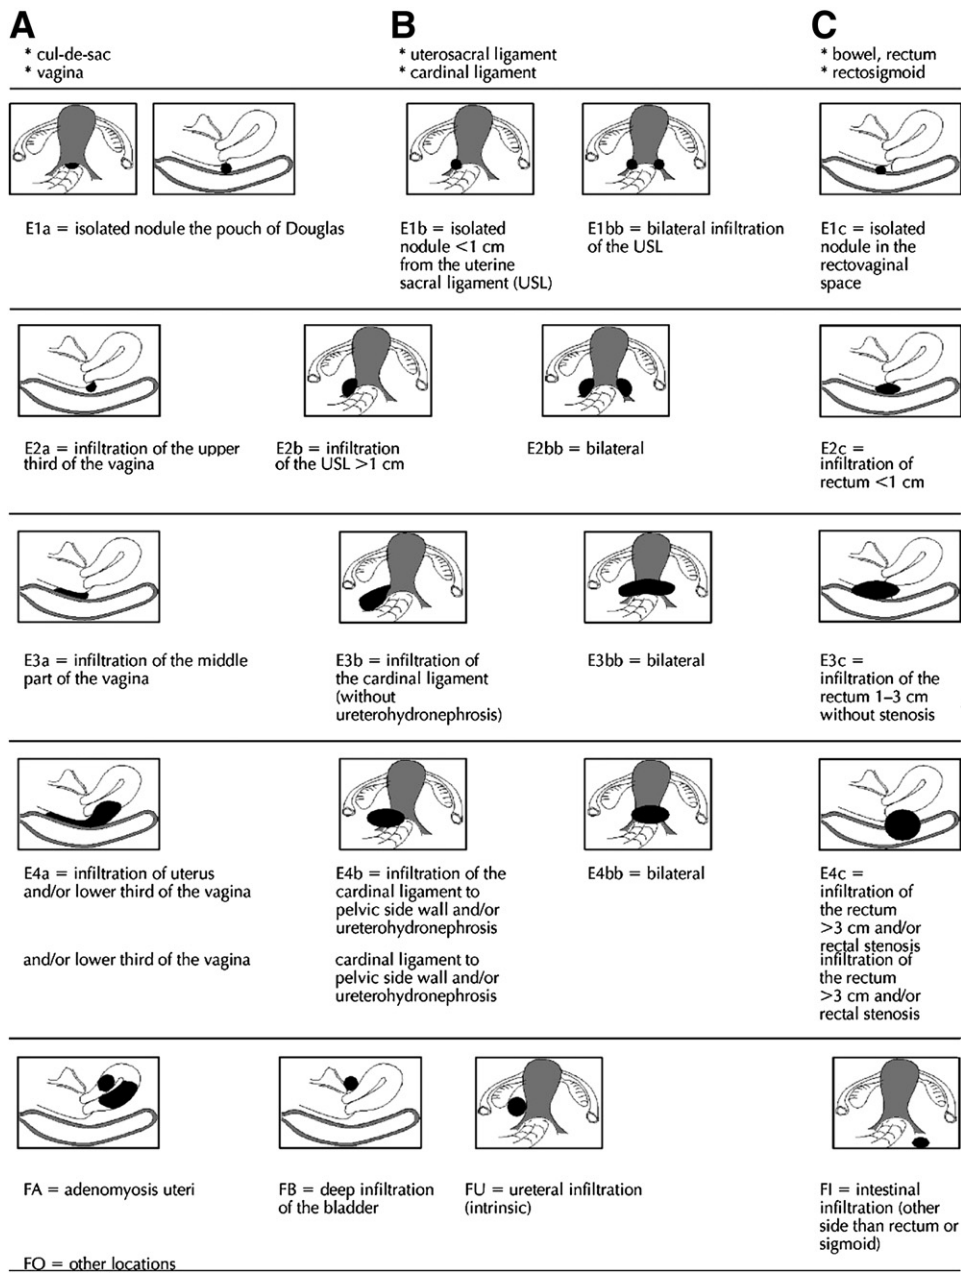 A
* cul-de-sac
* vagina
B
* uterosacral ligament
* cardinal ligament
C
* bowel, rectum
* rectosigmoid
E1a = isolated nodule the pouch of Douglas
E1b = isolated
nodule <1 cm
from the uterine
sacral ligament (USL)
E1bb = bilateral infiltration
of the USL
E1c = isolated
nodule in the
rectovaginal
space
E2a = infiltration of the upper
third of the vagina
E2b = infiltration
of the USL >1 cm
E2bb = bilateral
E2c =
infiltration of
rectum <1 cm
E3a = infiltration of the middle
part of the vagina
E3b = infiltration of
the cardinal ligament
(without
ureterohydronephrosis)
E3bb = bilateral
E3c =
infiltration of the
rectum 1–3 cm
without stenosis
E4a = infiltration of uterus
and/or lower third of the vagina
and/or lower third of the vagina
E4b = infiltration of the
cardinal ligament to
pelvic side wall and/or
ureterohydronephrosis
cardinal ligament to
pelvic side wall and/or
ureterohydronephrosis
E4bb = bilateral
E4c =
infiltration of
the rectum
>3 cm and/or
rectal stenosis
infiltration of
the rectum
>3 cm and/or
rectal stenosis
FA = adenomyosis uteri
FB = deep infiltration
of the bladder
FU = ureteral infiltration
(intrinsic)
FI = intestinal
infiltration (other
side than rectum or
sigmoid)
FO = other locations